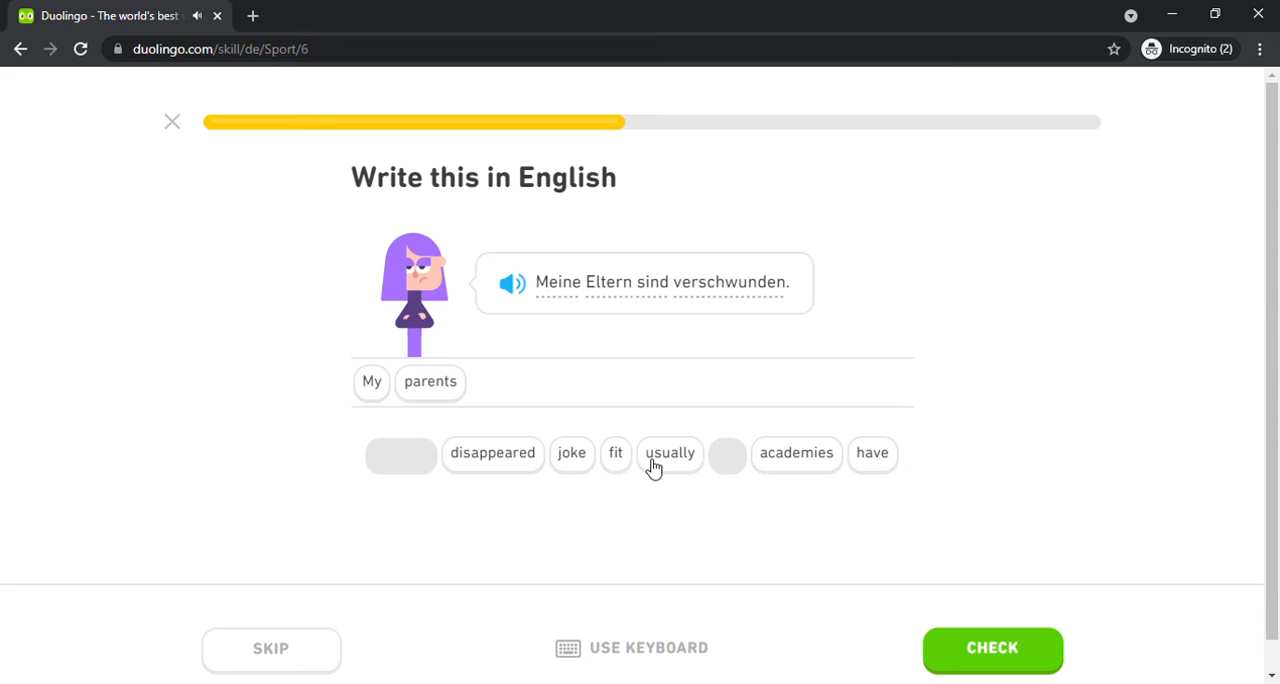 Duolingo - The world's best
duolingo.com/skill/de/Sport/6
Incognito (2)
Write this in English
Meine Eltern sind verschwunden.
My parents
disappeared joke fit usually academies have
SKIP
USE KEYBOARD
CHECK